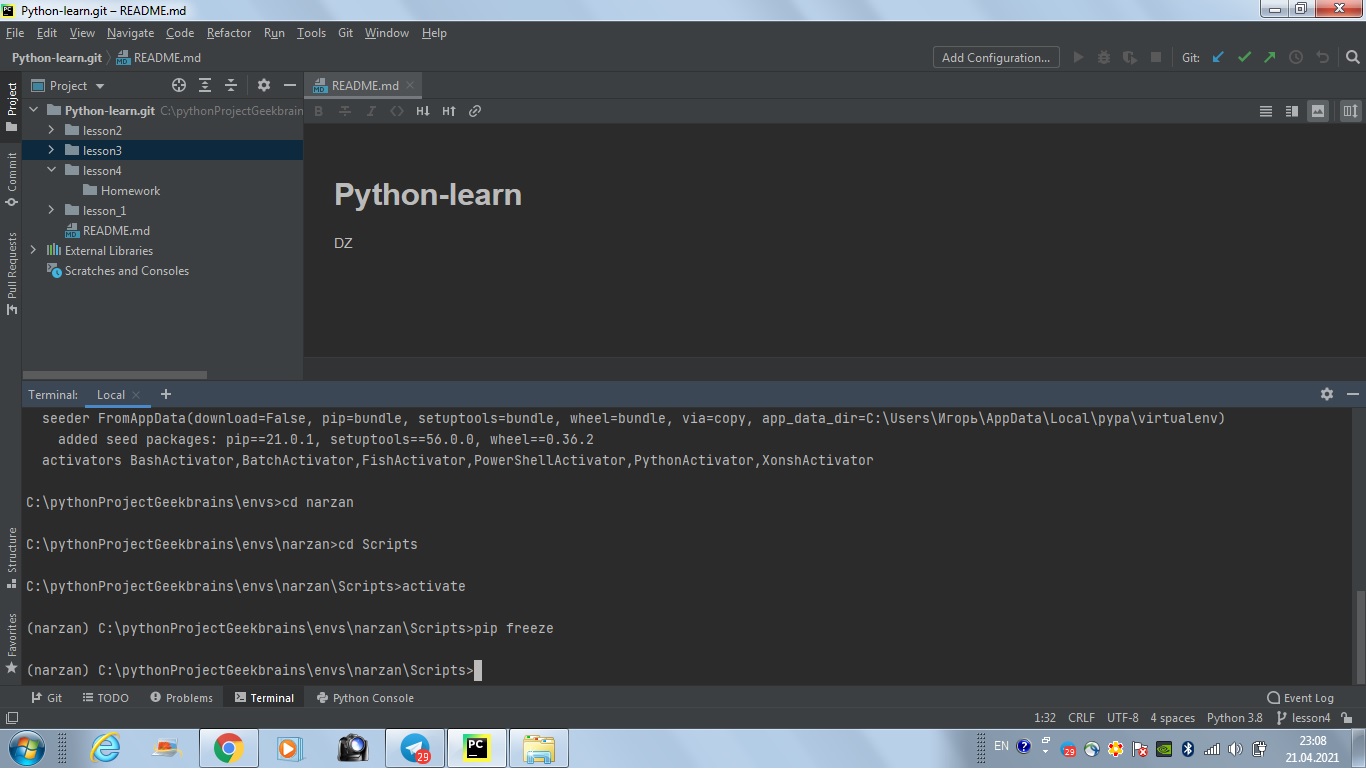 Python-learn.git – README.md
File Edit View Navigate Code Refactor Run Tools Git Window Help
Python-learn.git README.md Add Configuration... Git:
Project
README.md
Python-learn.git C:\pythonProjectGeekbrain
lesson2
lesson3
lesson4
Homework
lesson_1
README.md
External Libraries
Scratches and Consoles
B I <> H↓ H↑
Python-learn
DZ
Project
Commit
Pull Requests
Structure
Favorites
Terminal: Local × +
seeder FromAppData(download=False, pip=bundle, setuptools=bundle, wheel=bundle, via=copy, app_data_dir=C:\Users\Игорь\AppData\Local\pypa\virtualenv)
added seed packages: pip==21.0.1, setuptools==56.0.0, wheel==0.36.2
activators BashActivator,BatchActivator,FishActivator,PowerShellActivator,PythonActivator,XonshActivator
C:\pythonProjectGeekbrains\envs>cd narzan
C:\pythonProjectGeekbrains\envs\narzan>cd Scripts
C:\pythonProjectGeekbrains\envs\narzan\Scripts>activate
(narzan) C:\pythonProjectGeekbrains\envs\narzan\Scripts>pip freeze
(narzan) C:\pythonProjectGeekbrains\envs\narzan\Scripts>
Git TODO Problems Terminal Python Console Event Log
1:32 CRLF UTF-8 4 spaces Python 3.8 lesson4
29
PC
EN
29
23:08
21.04.2021